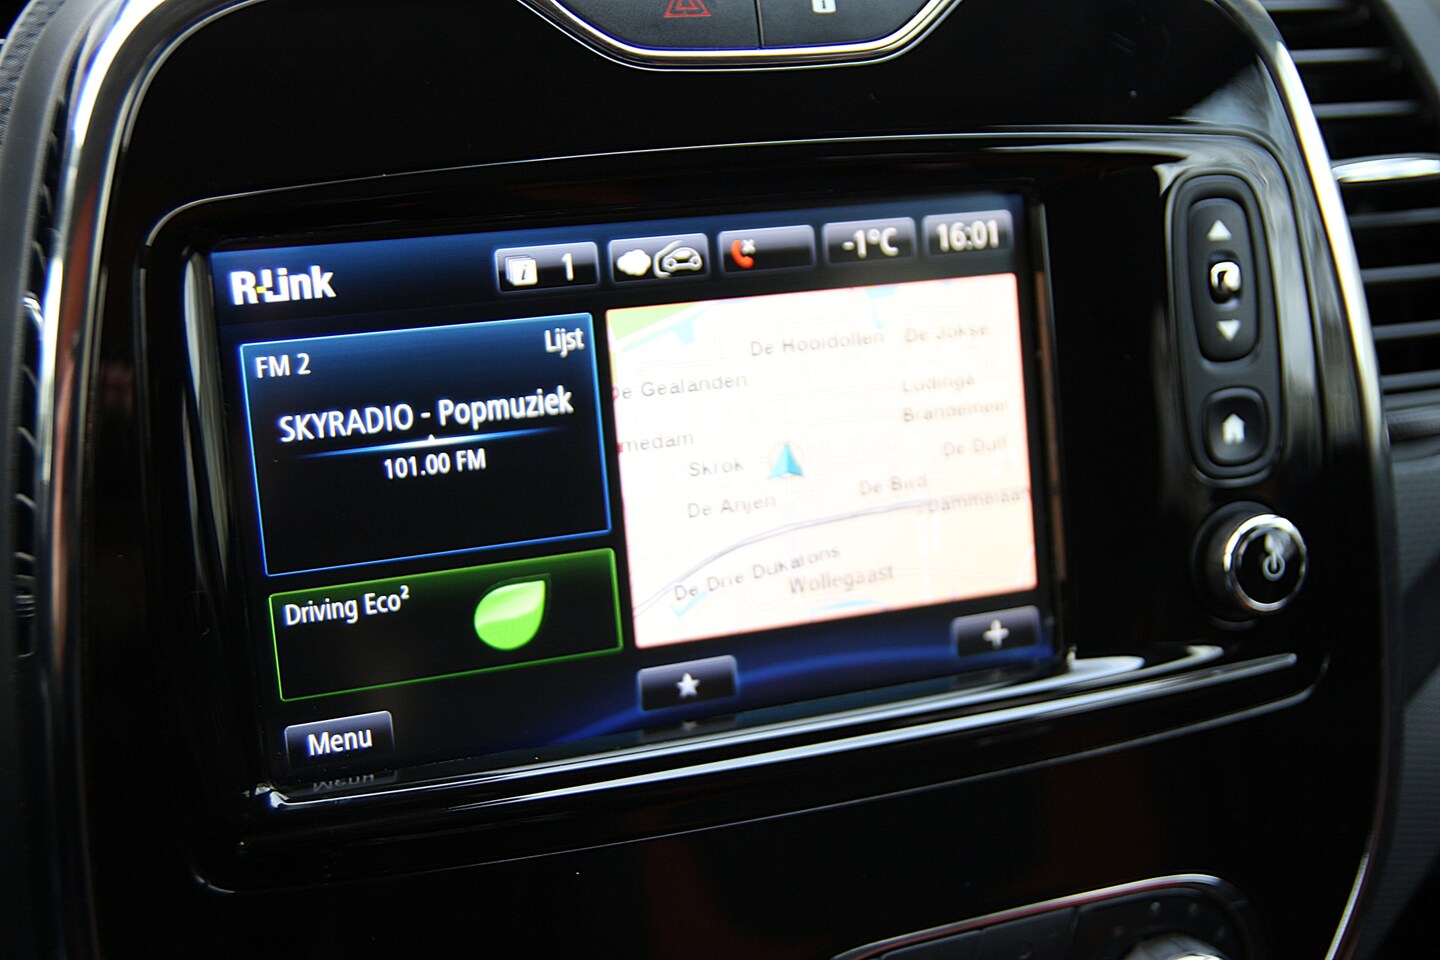 R-Link
i 1
-1°C
16:01
FM 2
Lijst
SKYRADIO - Popmuziek
101.00 FM
Driving Eco²
Menu
De Hooidollen
De Jokse
De Gealanden
Ludinga
Brandemeer
medam
De Dull
Skrok
De Bird
De Anjen
Dammelaan
De Drie Dukatons
Wollegaast